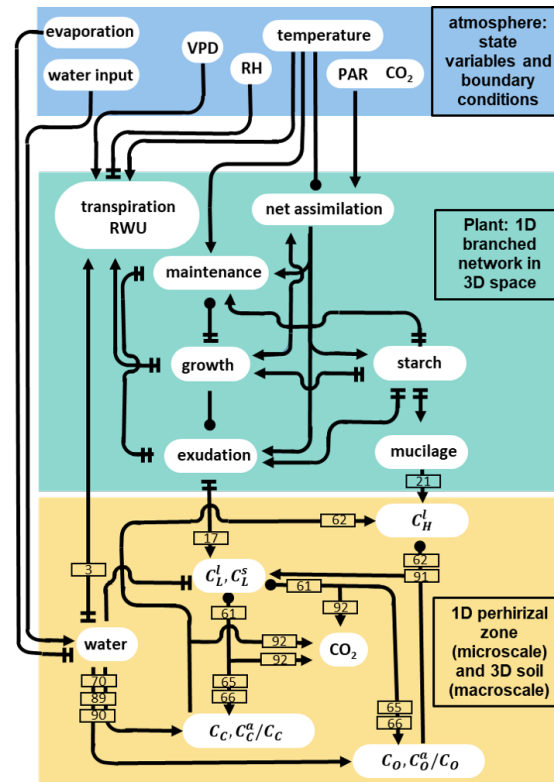 evaporation
water input
VPD
RH
temperature
PAR CO₂
atmosphere:
state
variables and
boundary
conditions
transpiration
RWU
net assimilation
maintenance
growth
starch
exudation
mucilage
Plant: 1D
branched
network in
3D space
21
62
C_H^l
17
3
C_L^l, C_L^s
61
61
62
91
92
92
92
CO₂
water
70
89
90
65
66
65
66
C_C, C_C^a/C_C
C_O, C_O^a/C_O
1D perhirizal
zone
(microscale)
and 3D soil
(macroscale)